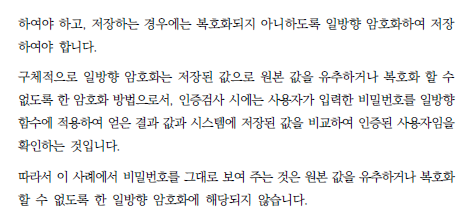 하여야 하고, 저장하는 경우에는 복호화되지 아니하도록 일방향 암호화하여 저장
하여야 합니다.
구체적으로 일방향 암호화는 저장된 값으로 원본 값을 유추하거나 복호화 할 수
없도록 한 암호화 방법으로서, 인증검사 시에는 사용자가 입력한 비밀번호를 일방향
함수에 적용하여 얻은 결과 값과 시스템에 저장된 값을 비교하여 인증된 사용자임을
확인하는 것입니다.
따라서 이 사례에서 비밀번호를 그대로 보여 주는 것은 원본 값을 유추하거나 복호화
할 수 없도록 한 일방향 암호화에 해당되지 않습니다.